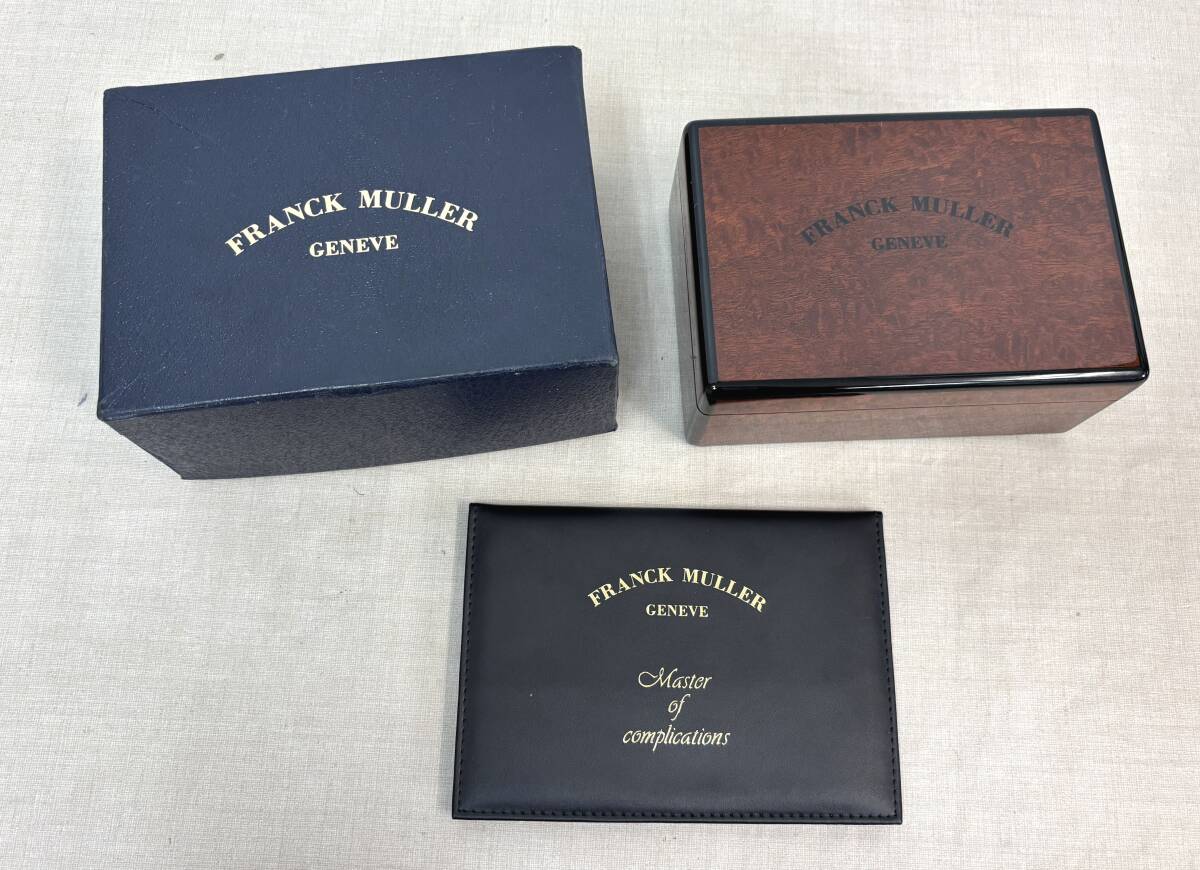 FRANCK MULLER
GENEVE
FRANCK MULLER
GENEVE
FRANCK MULLER
GENEVE
Master
of
complications